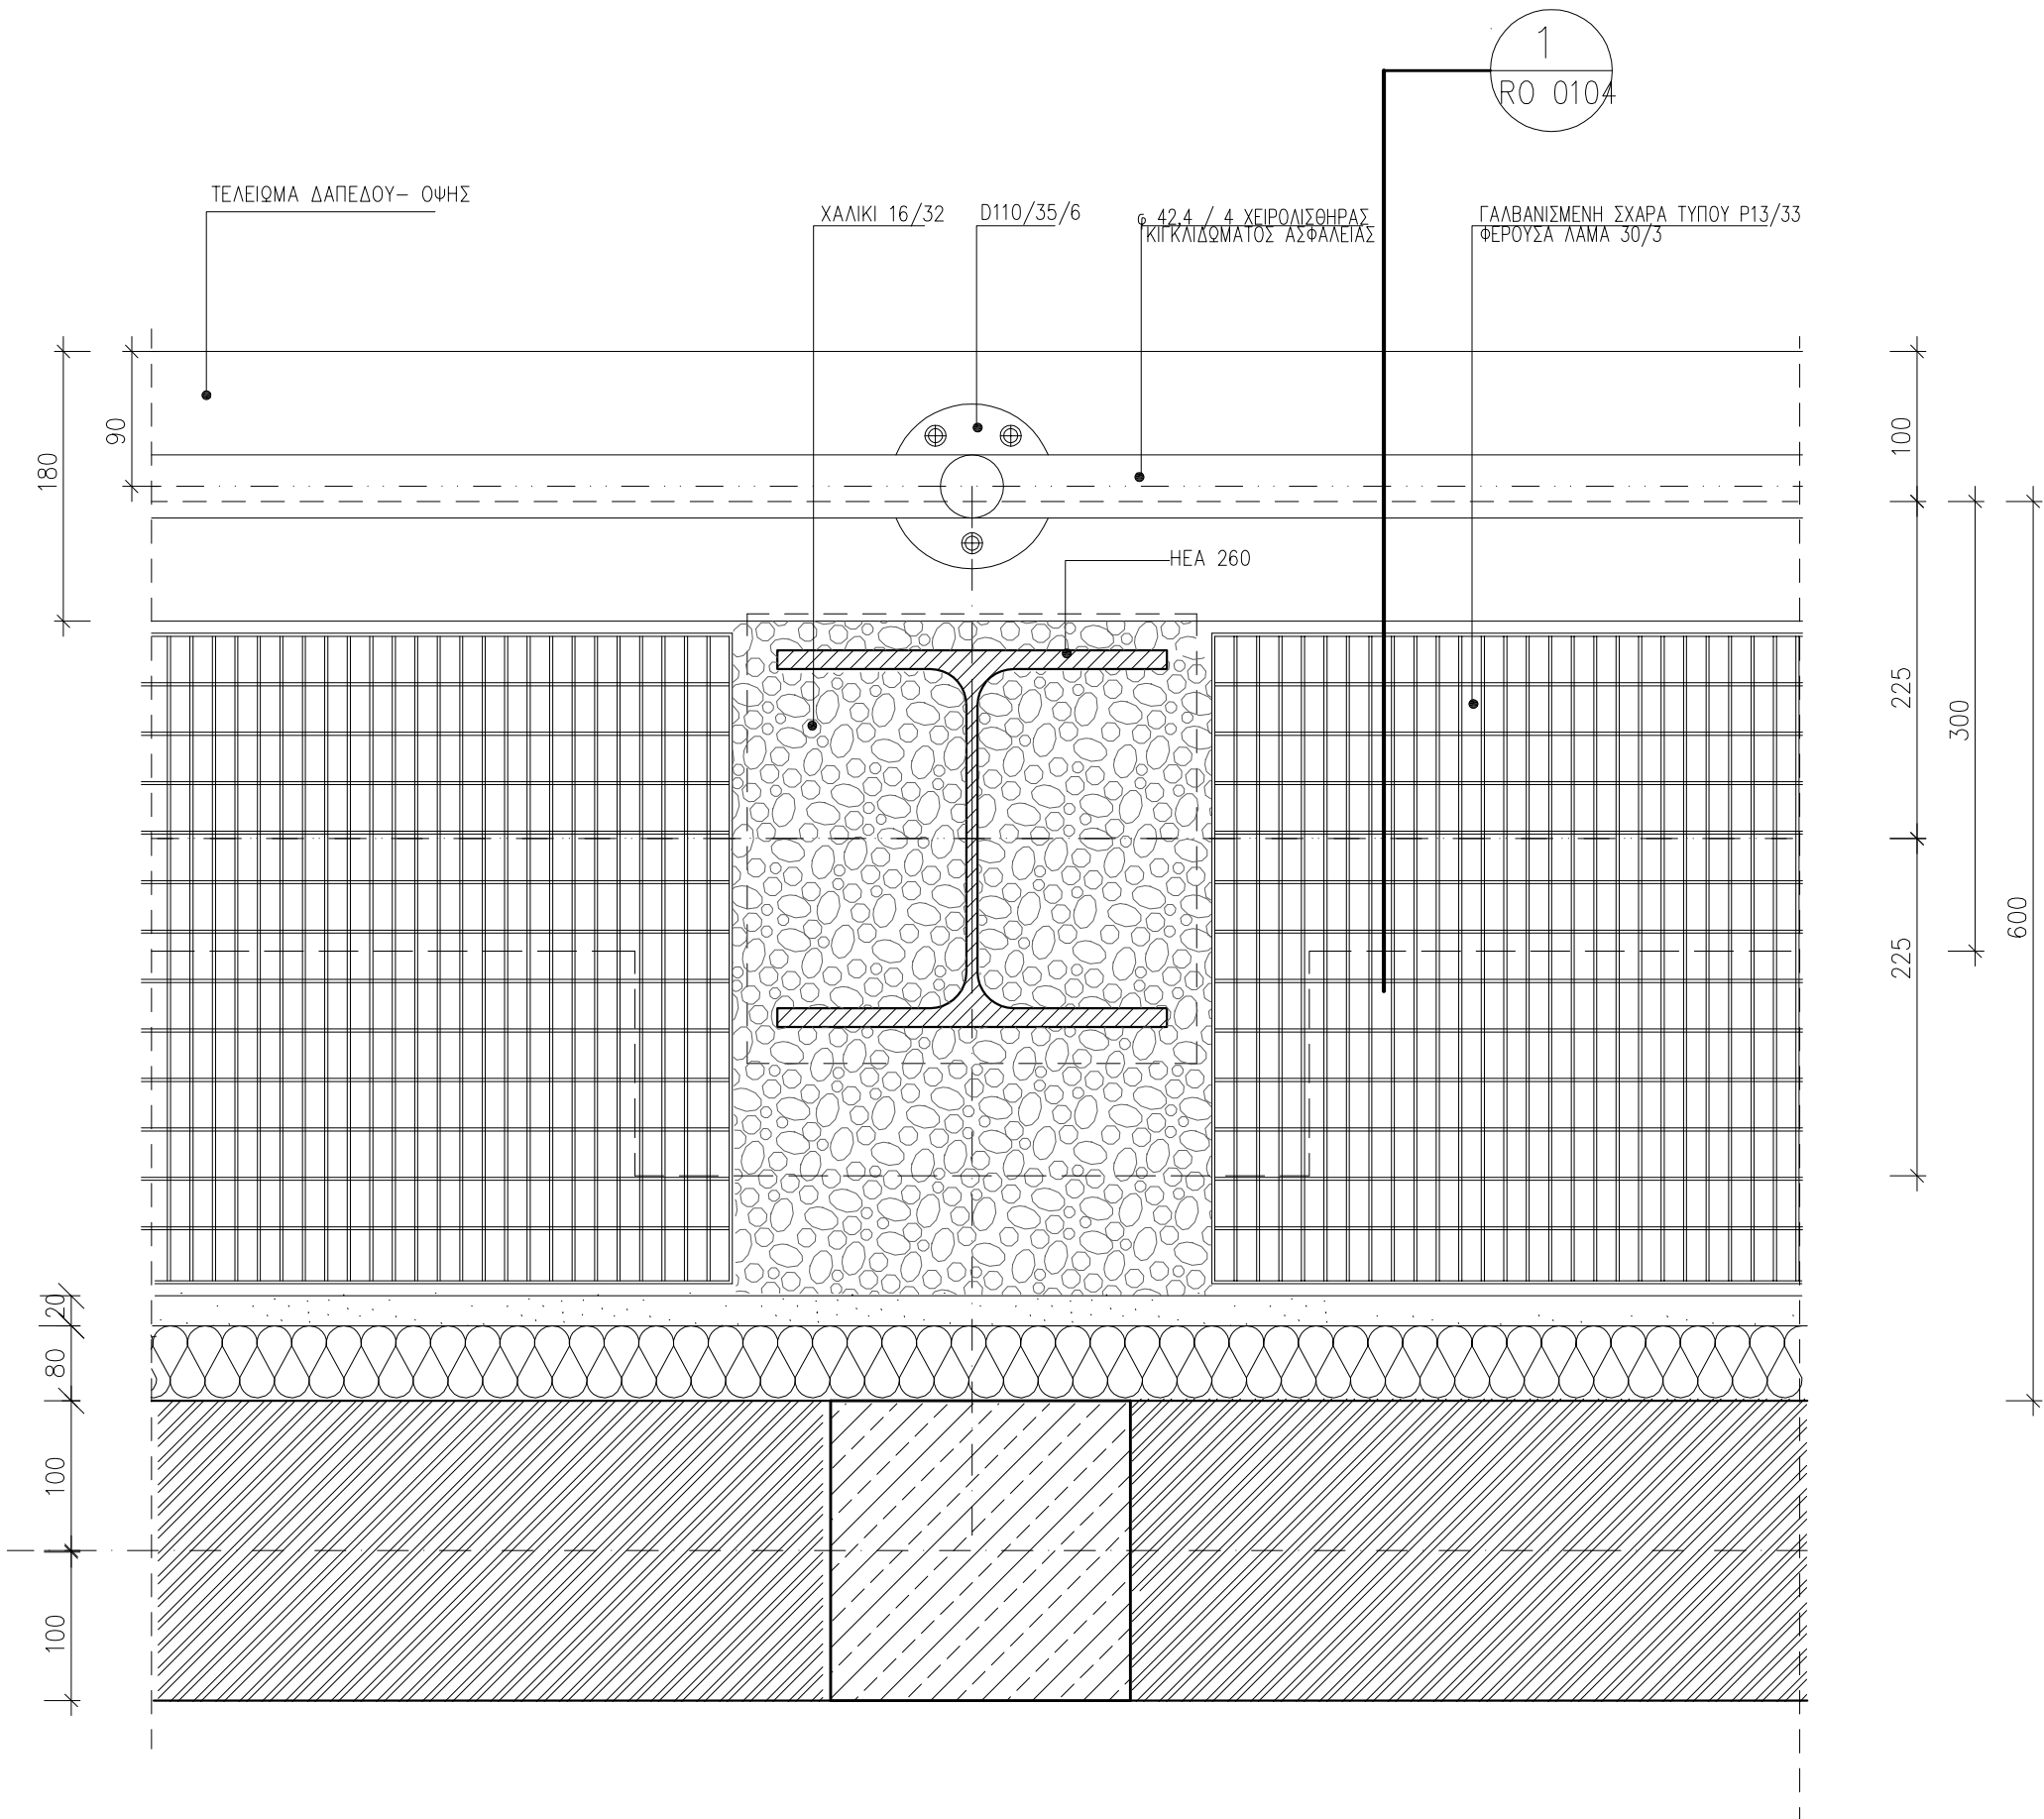 1
RO 0104
ΤΕΛΕΙΩΜΑ ΔΑΠΕΔΟΥ– ΟΨΗΣ
ΧΑΛΙΚΙ 16/32
D110/35/6
φ 42,4 / 4 ΧΕΙΡΟΛΙΣΘΗΡΑΣ
ΚΙΓΚΛΙΔΩΜΑΤΟΣ ΑΣΦΑΛΕΙΑΣ
ΓΑΛΒΑΝΙΣΜΕΝΗ ΣΧΑΡΑ ΤΥΠΟΥ P13/33
ΦΕΡΟΥΣΑ ΛΑΜΑ 30/3
180
90
100
HEA 260
225
300
600
225
20
80
100
100